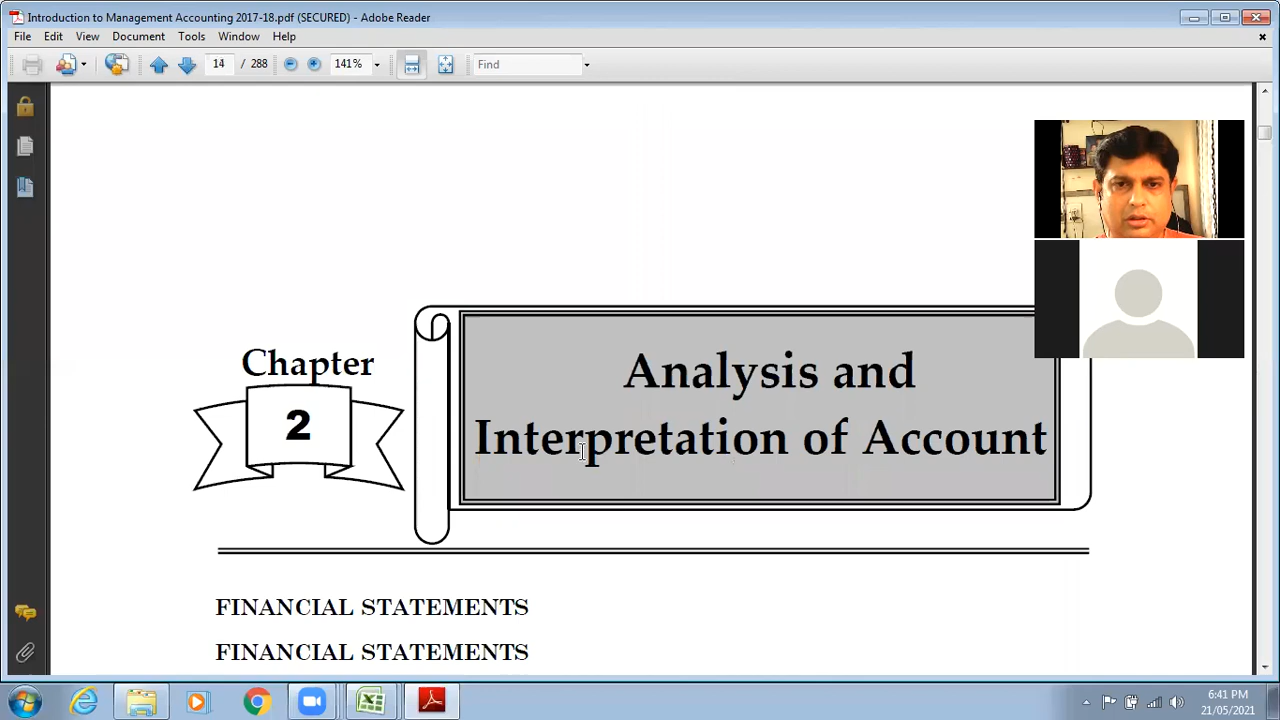 Introduction to Management Accounting 2017-18.pdf (SECURED) - Adobe Reader
File Edit View Document Tools Window Help
14 / 288 141% Find
Chapter
2
Analysis and
Interpretation of Account
FINANCIAL STATEMENTS
FINANCIAL STATEMENTS
6:41 PM
21/05/2021